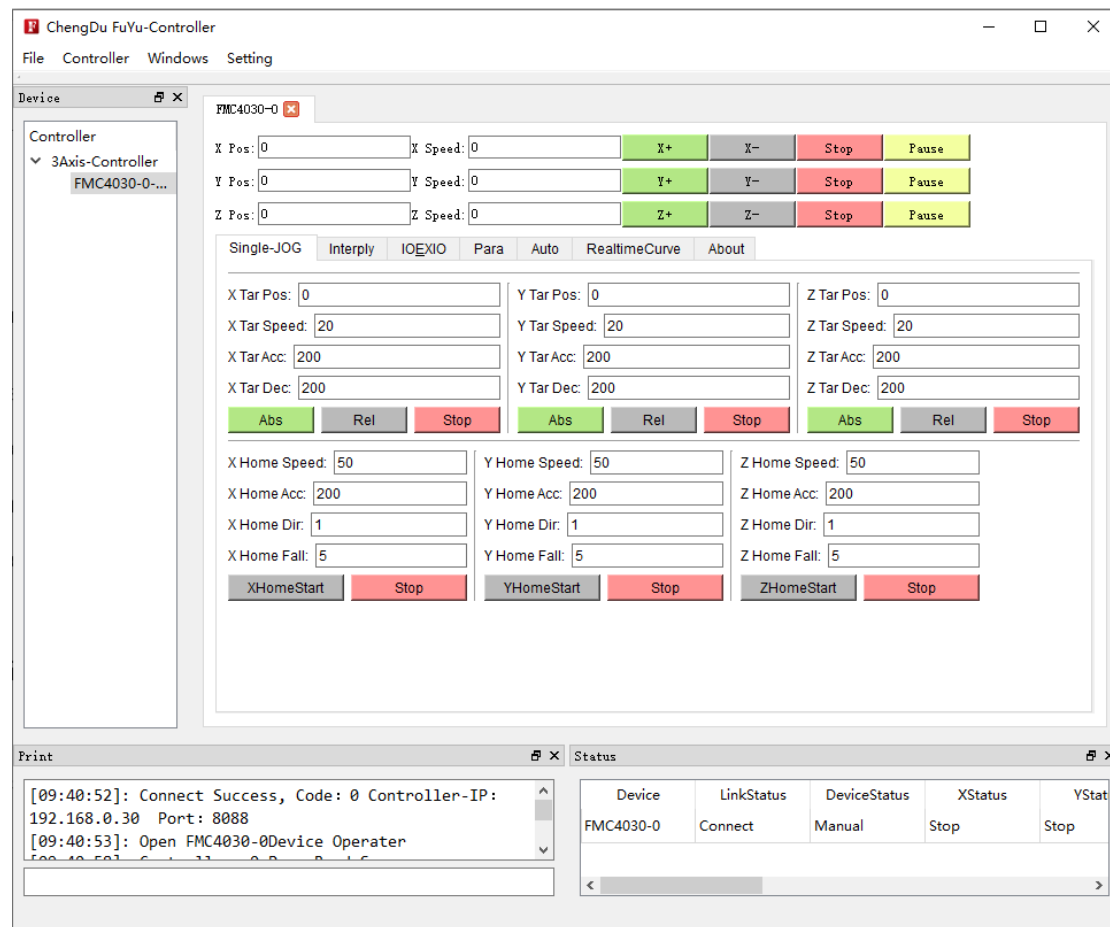 ChengDu FuYu-Controller
File Controller Windows Setting
Device
Controller
3Axis-Controller
FMC4030-0-...
FMC4030-0
X Pos: 0 X Speed: 0 X+ X- Stop Pause
Y Pos: 0 Y Speed: 0 Y+ Y- Stop Pause
Z Pos: 0 Z Speed: 0 Z+ Z- Stop Pause
Single-JOG Interply IOEXIO Para Auto RealtimeCurve About
X Tar Pos: 0 Y Tar Pos: 0 Z Tar Pos: 0
X Tar Speed: 20 Y Tar Speed: 20 Z Tar Speed: 20
X Tar Acc: 200 Y Tar Acc: 200 Z Tar Acc: 200
X Tar Dec: 200 Y Tar Dec: 200 Z Tar Dec: 200
Abs Rel Stop Abs Rel Stop Abs Rel Stop
X Home Speed: 50 Y Home Speed: 50 Z Home Speed: 50
X Home Acc: 200 Y Home Acc: 200 Z Home Acc: 200
X Home Dir: 1 Y Home Dir: 1 Z Home Dir: 1
X Home Fall: 5 Y Home Fall: 5 Z Home Fall: 5
XHomeStart Stop YHomeStart Stop ZHomeStart Stop
Print
[09:40:52]: Connect Success, Code: 0 Controller-IP:
192.168.0.30 Port: 8088
[09:40:53]: Open FMC4030-0Device Operater
Status
Device LinkStatus DeviceStatus XStatus YStat
FMC4030-0 Connect Manual Stop Stop